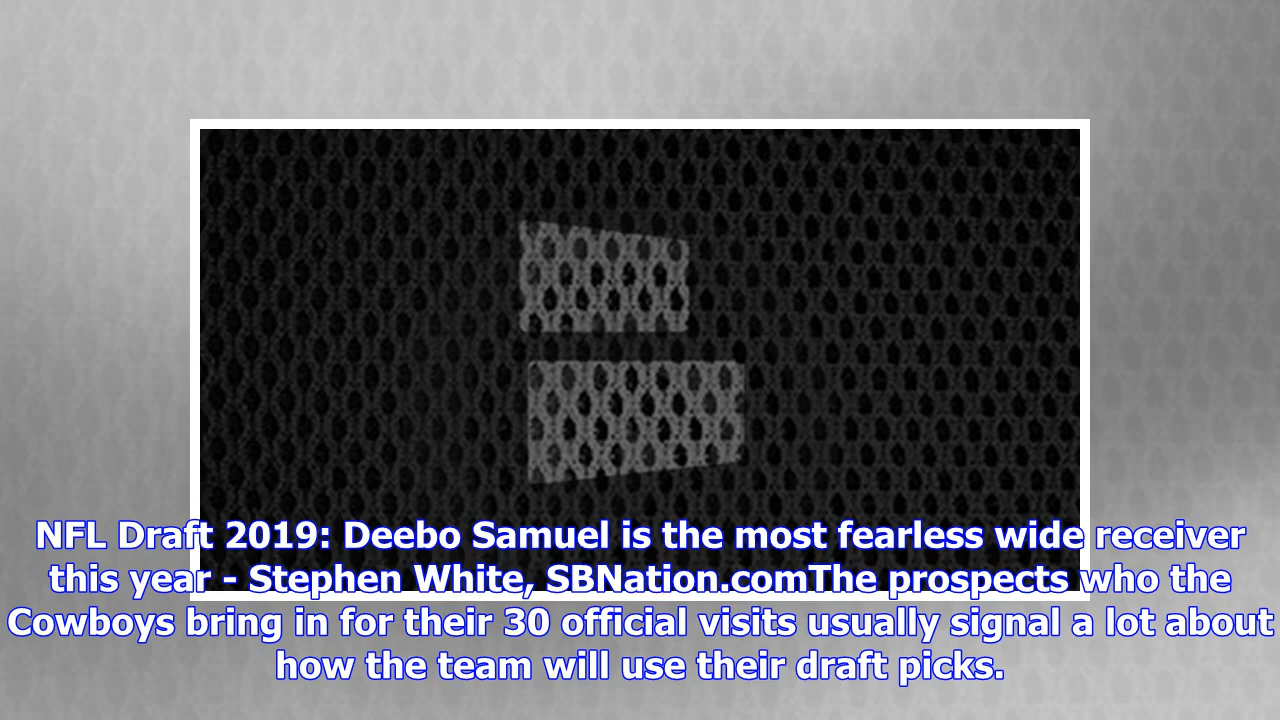 NFL Draft 2019: Deebo Samuel is the most fearless wide receiver
this year - Stephen White, SBNation.comThe prospects who the
Cowboys bring in for their 30 official visits usually signal a lot about
how the team will use their draft picks.